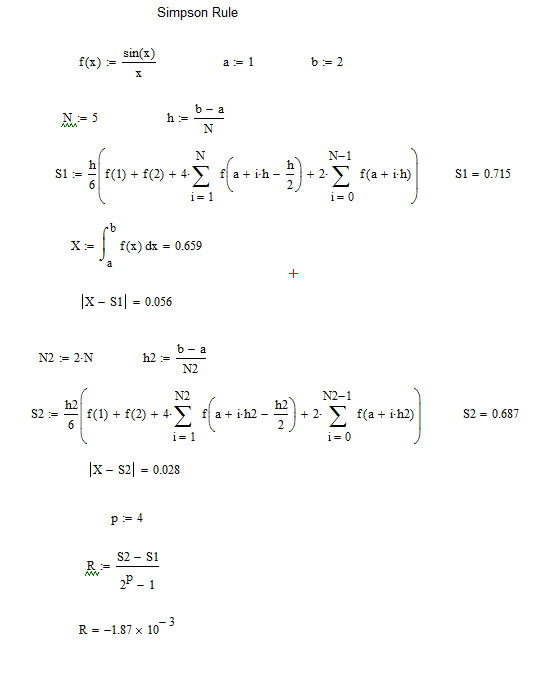 Simpson Rule
f(x) := sin(x)/x a := 1 b := 2
N := 5 h := (b − a)/N
S1 := h/6·(f(1) + f(2) + 4·∑_{i = 1}^{N} f(a + i·h − h/2) + 2·∑_{i = 0}^{N−1} f(a + i·h)) S1 = 0.715
X := ∫_a^b f(x) dx = 0.659
|X − S1| = 0.056
N2 := 2·N h2 := (b − a)/N2
S2 := h2/6·(f(1) + f(2) + 4·∑_{i = 1}^{N2} f(a + i·h2 − h2/2) + 2·∑_{i = 0}^{N2−1} f(a + i·h2)) S2 = 0.687
|X − S2| = 0.028
p := 4
R := (S2 − S1)/(2^p − 1)
R = −1.87 × 10^−3